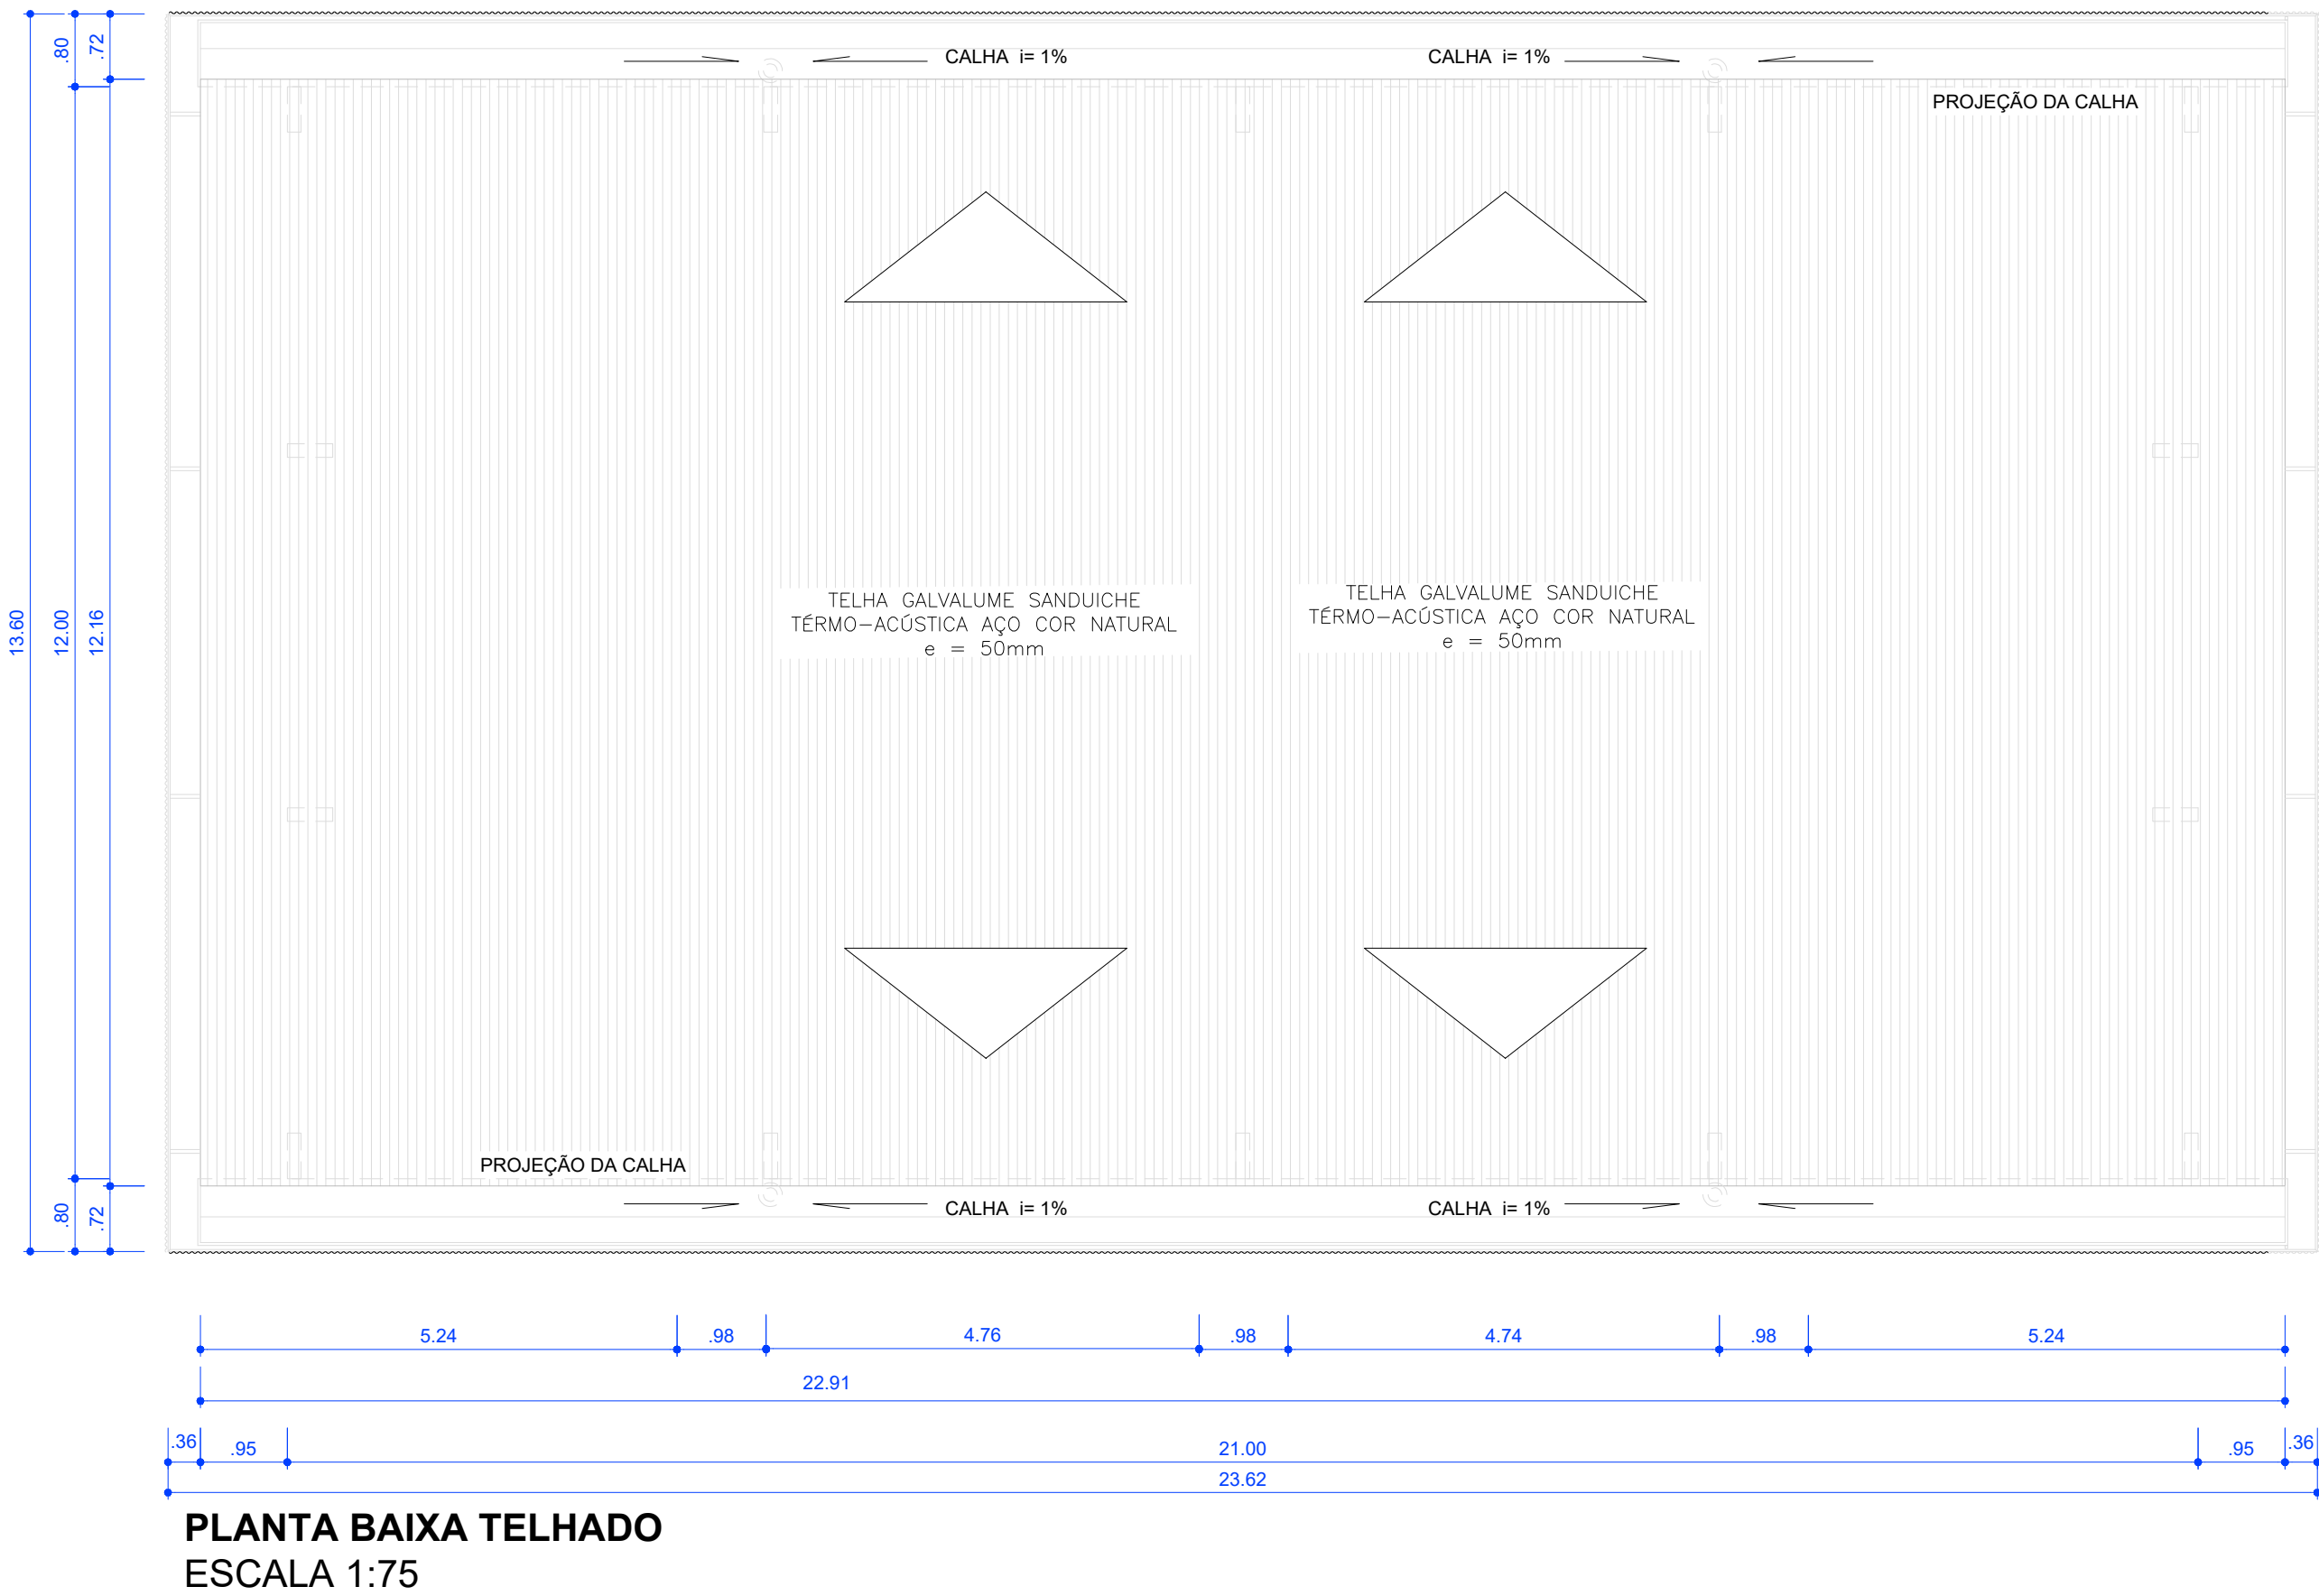 .80
.72
CALHA i= 1%
CALHA i= 1%
PROJEÇÃO DA CALHA
13.60
12.00
12.16
TELHA GALVALUME SANDUICHE
TÉRMO-ACÚSTICA AÇO COR NATURAL
e = 50mm
TELHA GALVALUME SANDUICHE
TÉRMO-ACÚSTICA AÇO COR NATURAL
e = 50mm
PROJEÇÃO DA CALHA
.80
.72
CALHA i= 1%
CALHA i= 1%
5.24
.98
4.76
.98
4.74
.98
5.24
22.91
.36
.95
21.00
.95
.36
23.62
PLANTA BAIXA TELHADO
ESCALA 1:75